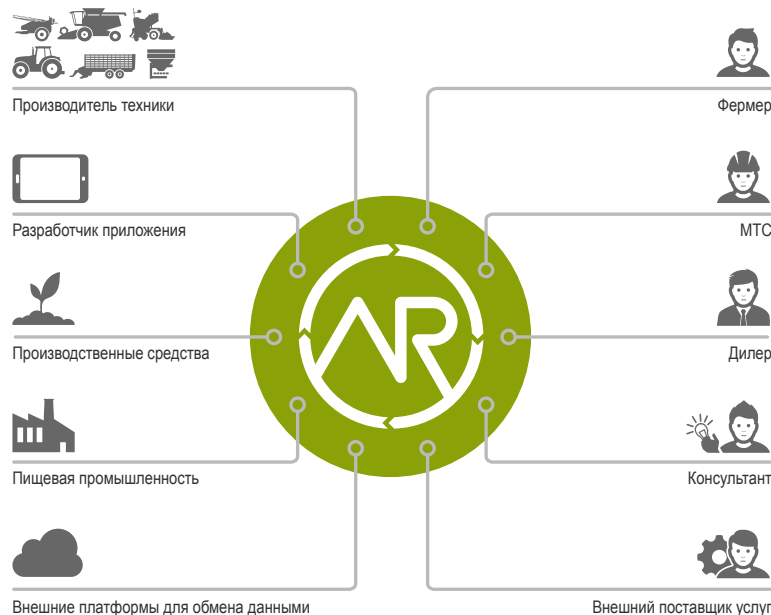 Производитель техники
Фермер
Разработчик приложения
МТС
AR
Производственные средства
Дилер
Пищевая промышленность
Консультант
Внешние платформы для обмена данными
Внешний поставщик услуг